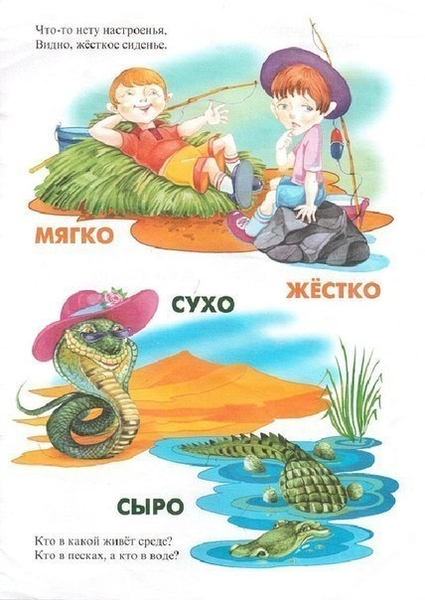 Что-то нету настроенья,
Видно, жёсткое сиденье.
МЯГКО
ЖЁСТКО
СУХО
СЫРО
Кто в какой живёт среде?
Кто в песках, а кто в воде?